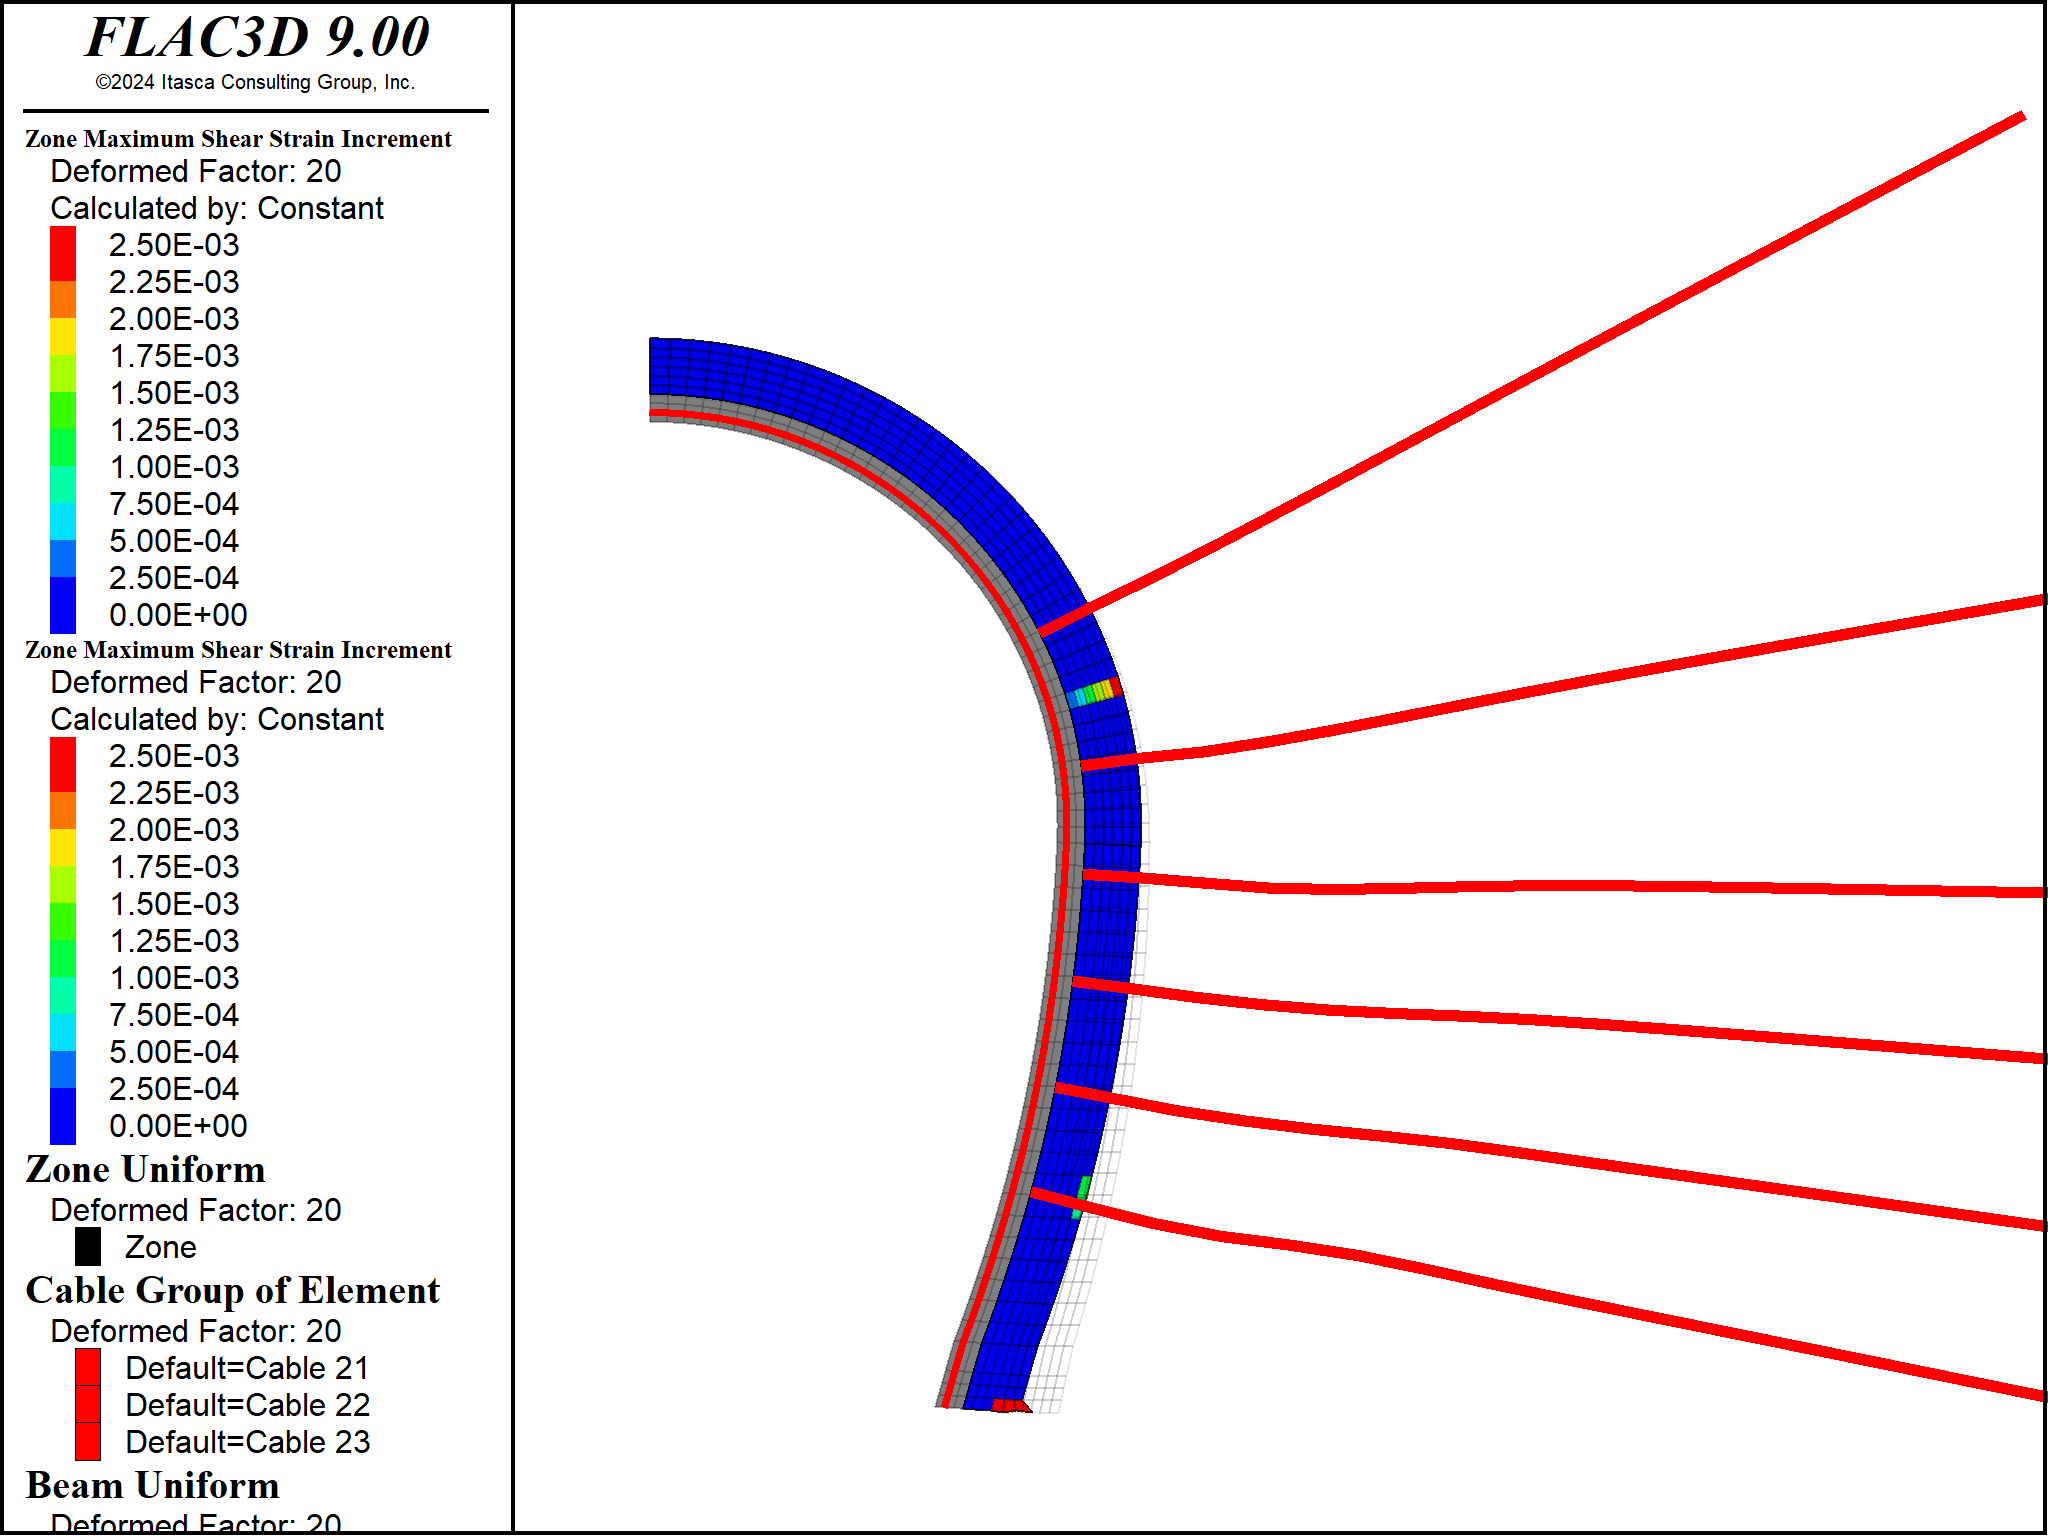 FLAC3D 9.00
©2024 Itasca Consulting Group, Inc.
Zone Maximum Shear Strain Increment
Deformed Factor: 20
Calculated by: Constant
2.50E-03
2.25E-03
2.00E-03
1.75E-03
1.50E-03
1.25E-03
1.00E-03
7.50E-04
5.00E-04
2.50E-04
0.00E+00
Zone Maximum Shear Strain Increment
Deformed Factor: 20
Calculated by: Constant
2.50E-03
2.25E-03
2.00E-03
1.75E-03
1.50E-03
1.25E-03
1.00E-03
7.50E-04
5.00E-04
2.50E-04
0.00E+00
Zone Uniform
Deformed Factor: 20
Zone
Cable Group of Element
Deformed Factor: 20
Default=Cable 21
Default=Cable 22
Default=Cable 23
Beam Uniform
Deformed Factor: 20